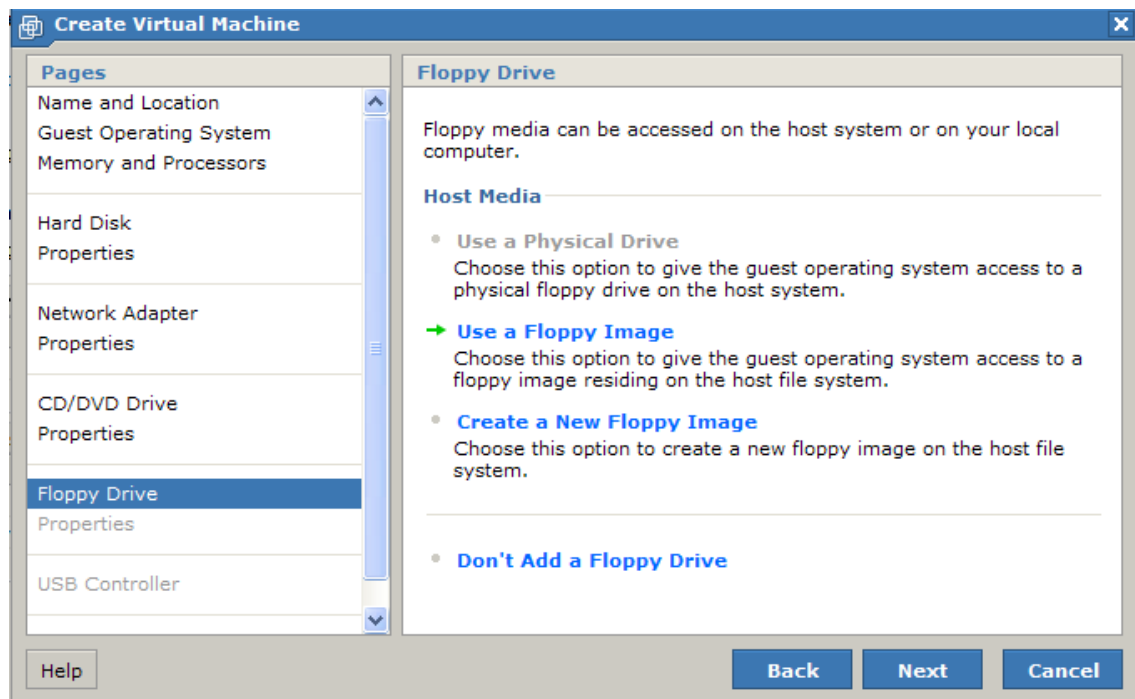 Create Virtual Machine
Pages
Name and Location
Guest Operating System
Memory and Processors
Hard Disk
Properties
Network Adapter
Properties
CD/DVD Drive
Properties
Floppy Drive
Properties
USB Controller
Floppy Drive
Floppy media can be accessed on the host system or on your local
computer.
Host Media
Use a Physical Drive
Choose this option to give the guest operating system access to a
physical floppy drive on the host system.
Use a Floppy Image
Choose this option to give the guest operating system access to a
floppy image residing on the host file system.
Create a New Floppy Image
Choose this option to create a new floppy image on the host file
system.
Don't Add a Floppy Drive
Help
Back
Next
Cancel